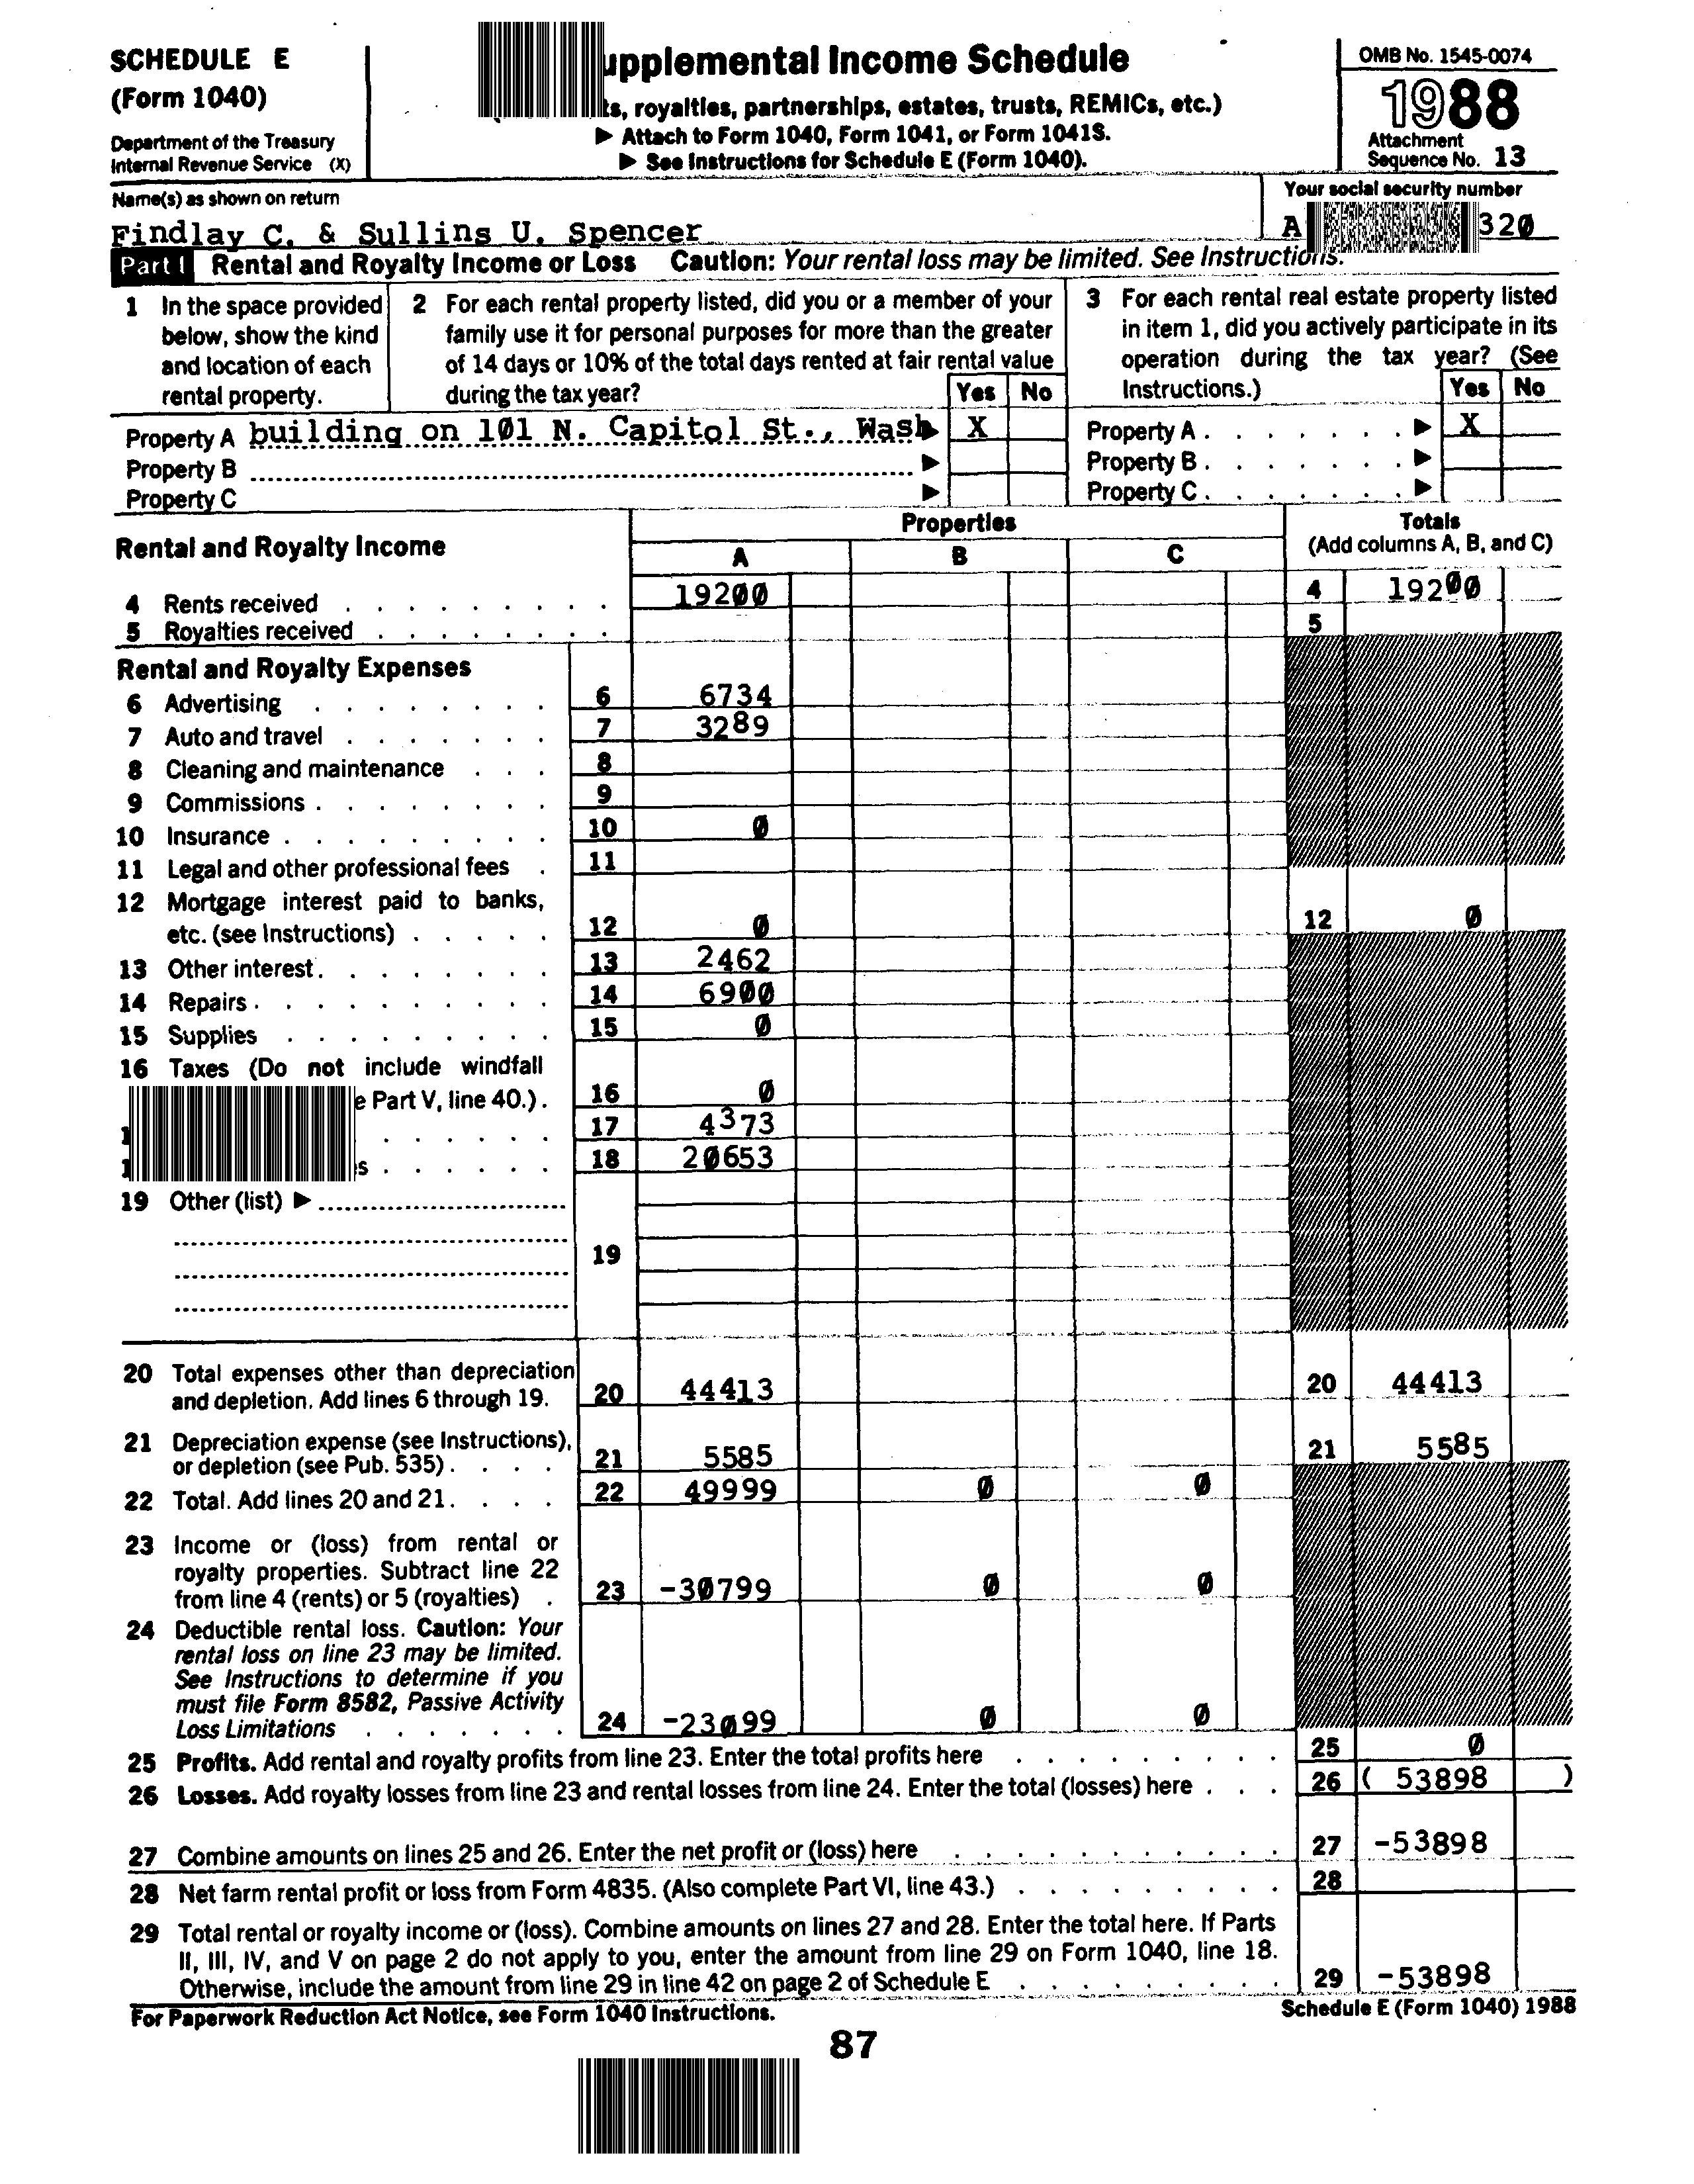 SCHEDULE E
(Form 1040)
Department of the Treasury
Internal Revenue Service (X)
upplemental Income Schedule
ts, royalties, partnerships, estates, trusts, REMICs, etc.)
▶ Attach to Form 1040, Form 1041, or Form 1041S.
▶ See Instructions for Schedule E (Form 1040).
OMB No. 1545-0074
1988
Attachment
Sequence No. 13
Name(s) as shown on return
Findlay C. & Sullins U. Spencer
Your social security number
A 320
Part I Rental and Royalty Income or Loss Caution: Your rental loss may be limited. See Instructions.
1 In the space provided
below, show the kind
and location of each
rental property.
2 For each rental property listed, did you or a member of your
family use it for personal purposes for more than the greater
of 14 days or 10% of the total days rented at fair rental value
during the tax year? Yes No
3 For each rental real estate property listed
in item 1, did you actively participate in its
operation during the tax year? (See
Instructions.) Yes No
Property A building on 101 N. Capitol St., Wash ▶ X
Property B ▶
Property C ▶
Property A . . . . . . . ▶ X
Property B . . . . . . . ▶
Property C . . . . . . . ▶
Rental and Royalty Income
Properties
A B C
Totals
(Add columns A, B, and C)
4 Rents received 19200 4 19200
5 Royalties received 5
Rental and Royalty Expenses
6 Advertising 6 6734
7 Auto and travel 7 3289
8 Cleaning and maintenance 8
9 Commissions 9
10 Insurance 10 0
11 Legal and other professional fees 11
12 Mortgage interest paid to banks,
etc. (see Instructions) 12 0 12 0
13 Other interest 13 2462
14 Repairs 14 6900
15 Supplies 15 0
16 Taxes (Do not include windfall
e Part V, line 40.) 16 0
1 17 4373
1 s 18 20653
19 Other (list) ▶
19
20 Total expenses other than depreciation
and depletion. Add lines 6 through 19. 20 44413 20 44413
21 Depreciation expense (see Instructions),
or depletion (see Pub. 535) 21 5585 21 5585
22 Total. Add lines 20 and 21 22 49999 0 0
23 Income or (loss) from rental or
royalty properties. Subtract line 22
from line 4 (rents) or 5 (royalties) 23 -30799 0 0
24 Deductible rental loss. Caution: Your
rental loss on line 23 may be limited.
See Instructions to determine if you
must file Form 8582, Passive Activity
Loss Limitations 24 -23099 0 0
25 Profits. Add rental and royalty profits from line 23. Enter the total profits here 25 0
26 Losses. Add royalty losses from line 23 and rental losses from line 24. Enter the total (losses) here 26 ( 53898 )
27 Combine amounts on lines 25 and 26. Enter the net profit or (loss) here 27 -53898
28 Net farm rental profit or loss from Form 4835. (Also complete Part VI, line 43.) 28
29 Total rental or royalty income or (loss). Combine amounts on lines 27 and 28. Enter the total here. If Parts
II, III, IV, and V on page 2 do not apply to you, enter the amount from line 29 on Form 1040, line 18.
Otherwise, include the amount from line 29 in line 42 on page 2 of Schedule E 29 -53898
For Paperwork Reduction Act Notice, see Form 1040 Instructions.
Schedule E (Form 1040) 1988
87